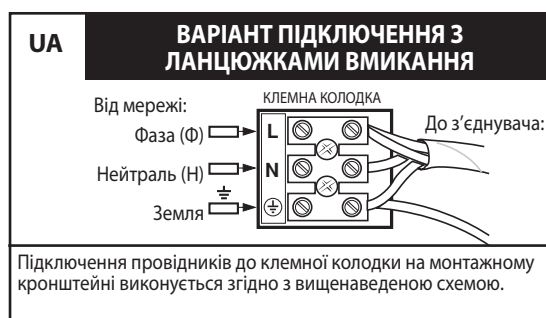 UA
ВАРІАНТ ПІДКЛЮЧЕННЯ З
ЛАНЦЮЖКАМИ ВМИКАННЯ
Від мережі:
КЛЕМНА КОЛОДКА
Фаза (Ф)
L
До з’єднувача:
Нейтраль (Н)
N
Земля
Підключення провідників до клемної колодки на монтажному
кронштейні виконується згідно з вищенаведеною схемою.